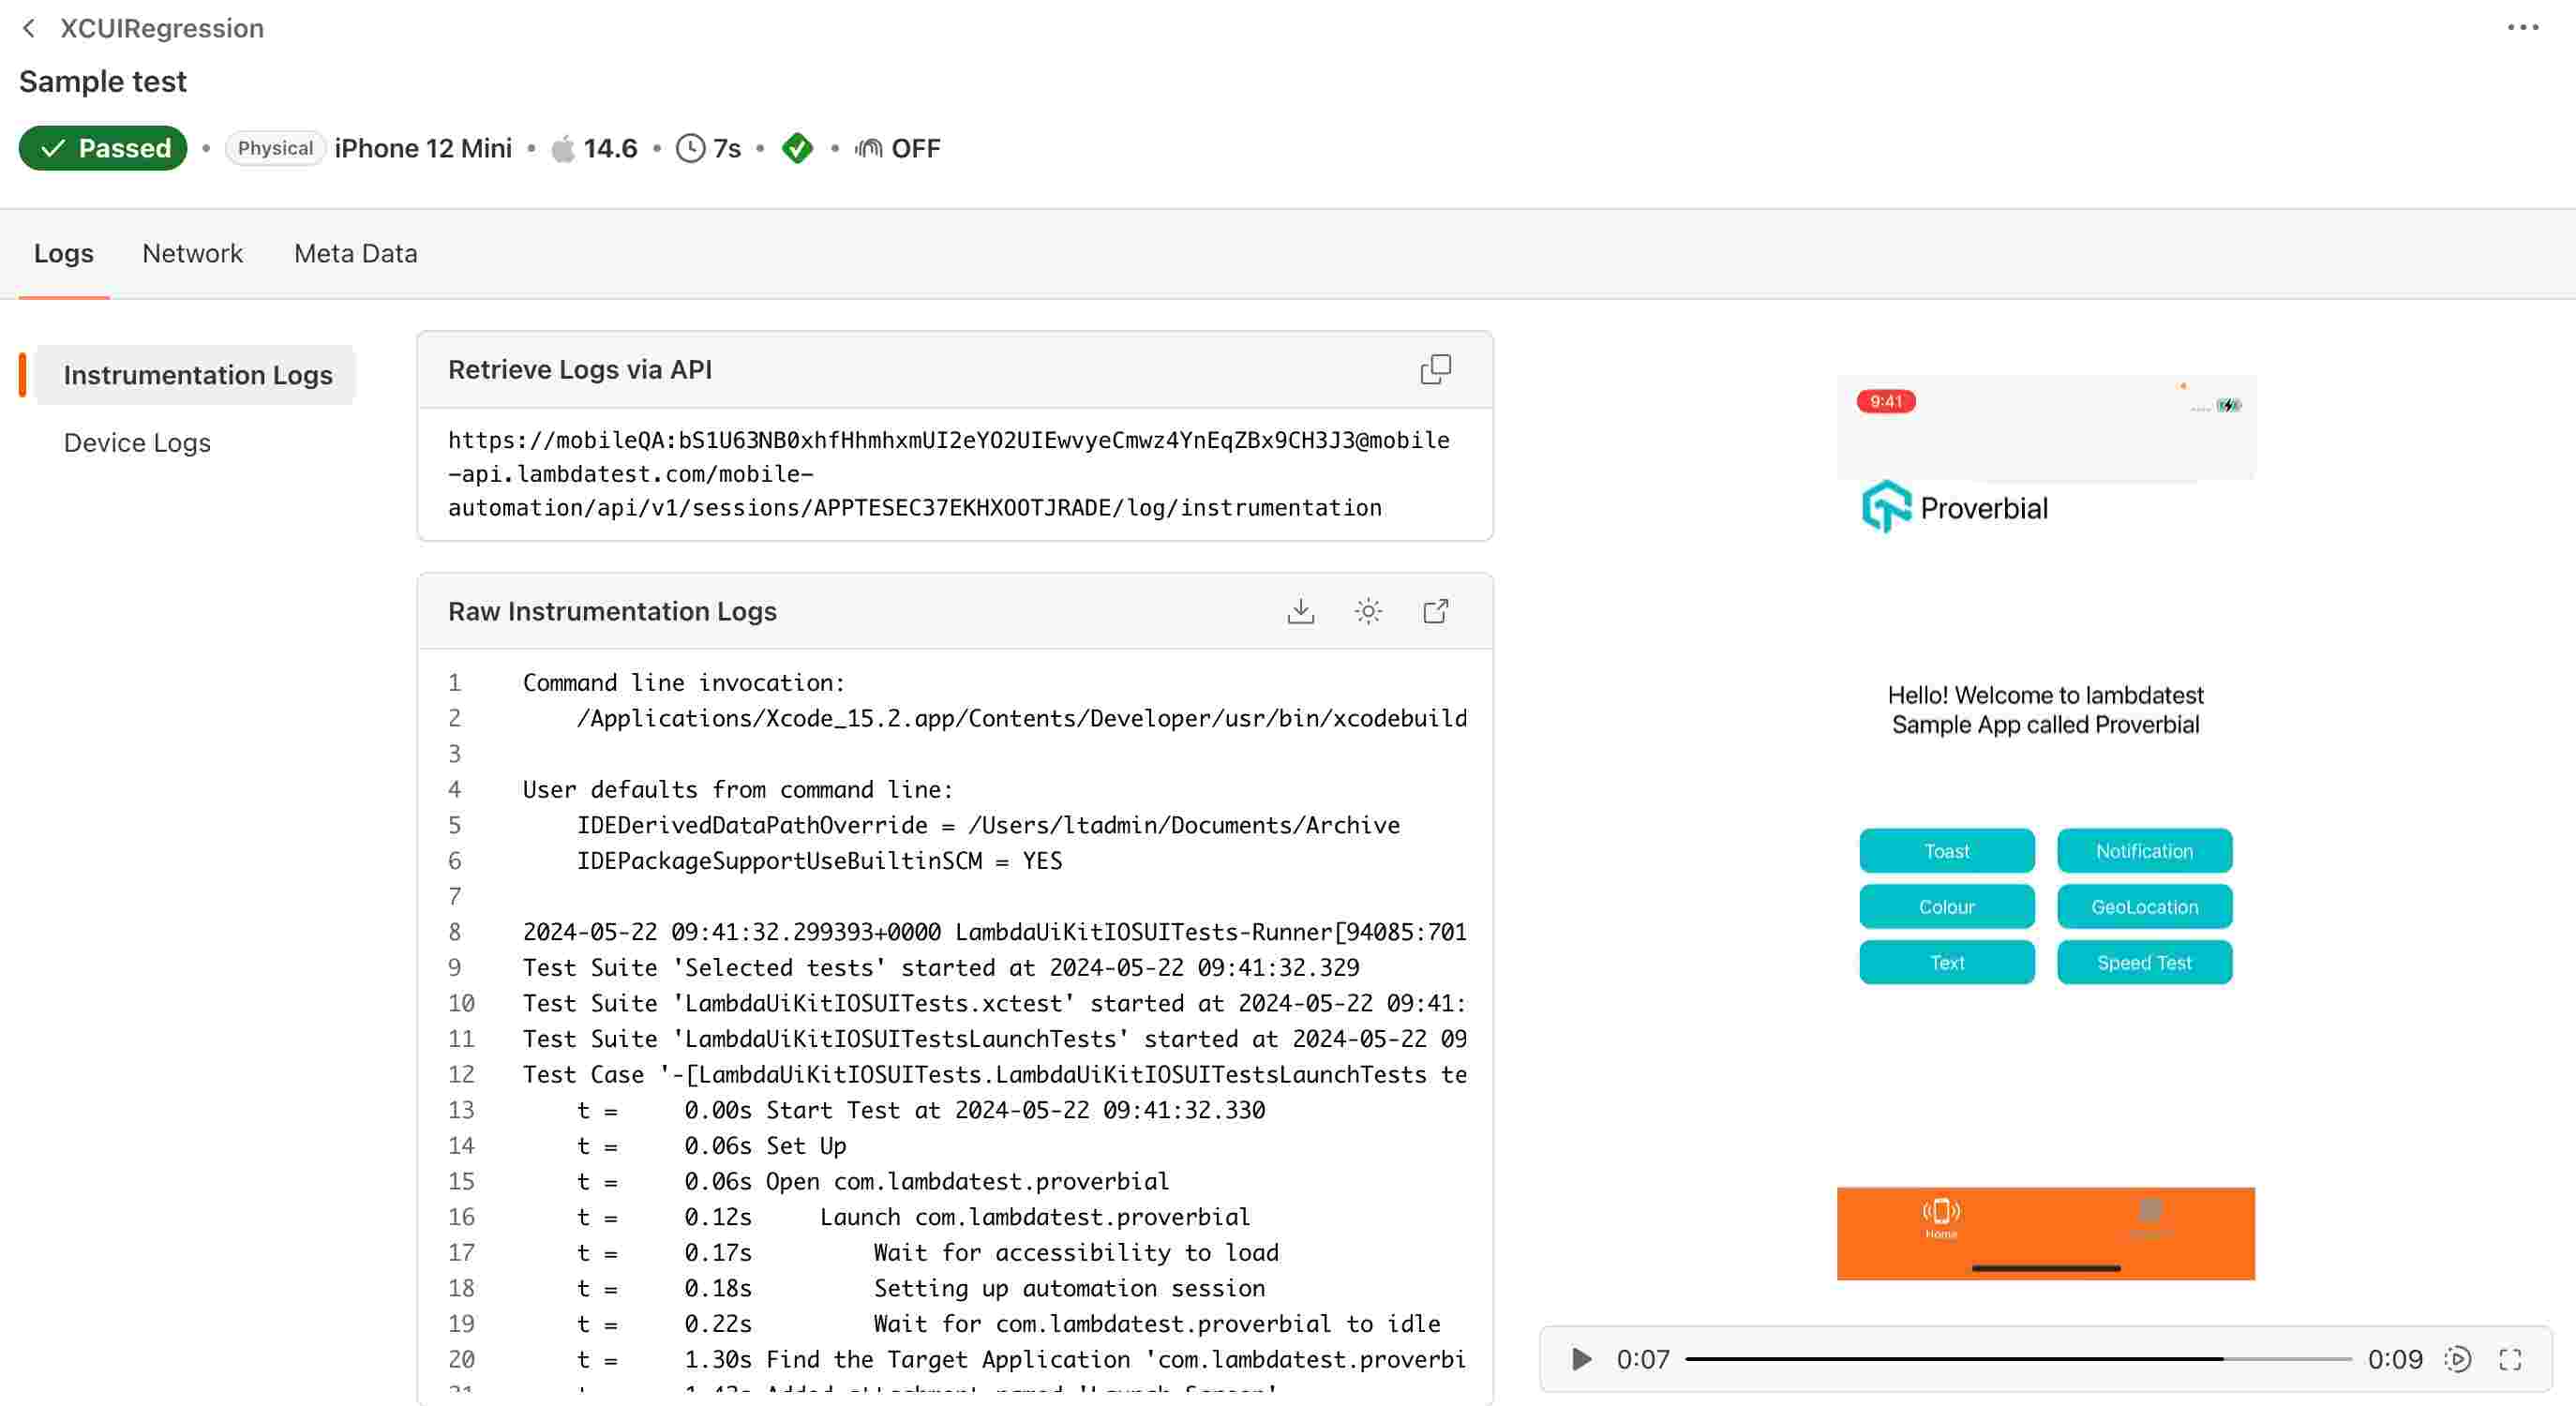 XCUIRegression
Sample test
Passed • Physical iPhone 12 Mini • 14.6 • 7s • • OFF
Logs Network Meta Data
Instrumentation Logs
Device Logs
Retrieve Logs via API
https://mobileQA:bS1U63NB0xhfHhmhxmUI2eYO2UIEwvyeCmwz4YnEqZBx9CH3J3@mobile
-api.lambdatest.com/mobile-
automation/api/v1/sessions/APPTESEC37EKHXOOTJRADE/log/instrumentation
Raw Instrumentation Logs
1 Command line invocation:
2 /Applications/Xcode_15.2.app/Contents/Developer/usr/bin/xcodebuild
3
4 User defaults from command line:
5 IDEDerivedDataPathOverride = /Users/ltadmin/Documents/Archive
6 IDEPackageSupportUseBuiltinSCM = YES
7
8 2024-05-22 09:41:32.299393+0000 LambdaUiKitIOSUITests-Runner[94085:701
9 Test Suite 'Selected tests' started at 2024-05-22 09:41:32.329
10 Test Suite 'LambdaUiKitIOSUITests.xctest' started at 2024-05-22 09:41:
11 Test Suite 'LambdaUiKitIOSUITestsLaunchTests' started at 2024-05-22 09
12 Test Case '-[LambdaUiKitIOSUITests.LambdaUiKitIOSUITestsLaunchTests te
13 t = 0.00s Start Test at 2024-05-22 09:41:32.330
14 t = 0.06s Set Up
15 t = 0.06s Open com.lambdatest.proverbial
16 t = 0.12s Launch com.lambdatest.proverbial
17 t = 0.17s Wait for accessibility to load
18 t = 0.18s Setting up automation session
19 t = 0.22s Wait for com.lambdatest.proverbial to idle
20 t = 1.30s Find the Target Application 'com.lambdatest.proverbi
9:41
Proverbial
Hello! Welcome to lambdatest
Sample App called Proverbial
Toast Notification
Colour GeoLocation
Text Speed Test
Home
0:07 0:09